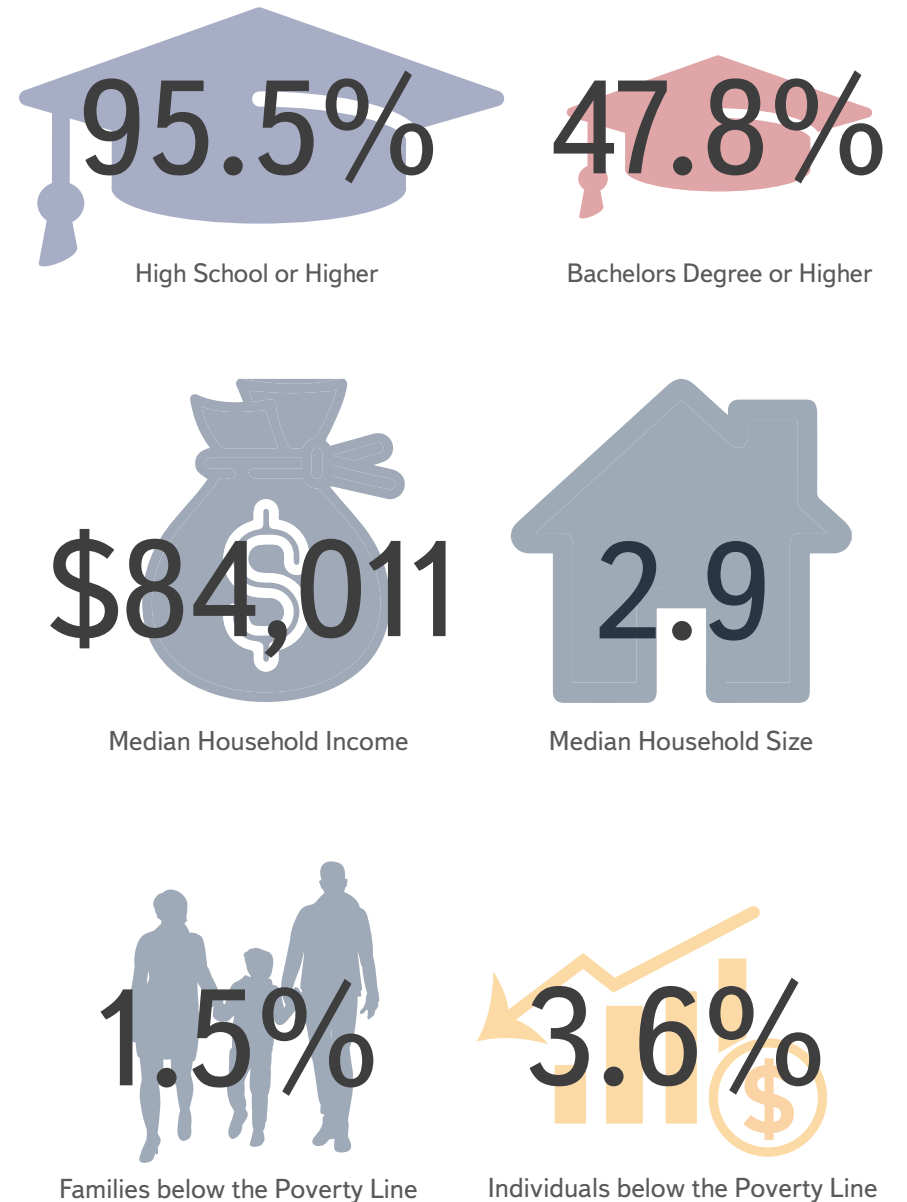 95.5%
High School or Higher
47.8%
Bachelors Degree or Higher
$84,011
Median Household Income
2.9
Median Household Size
1.5%
Families below the Poverty Line
3.6%
Individuals below the Poverty Line
$
$